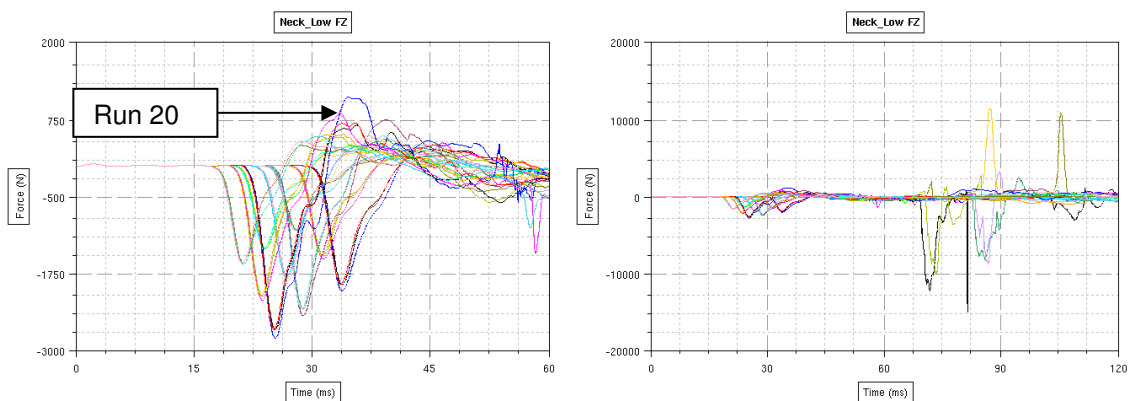 Neck_Low FZ
2000
750
-500
-1750
-3000
Force (N)
0
15
30
45
60
Time (ms)
Run 20
Neck_Low FZ
20000
10000
0
-10000
-20000
Force (N)
0
30
60
90
120
Time (ms)